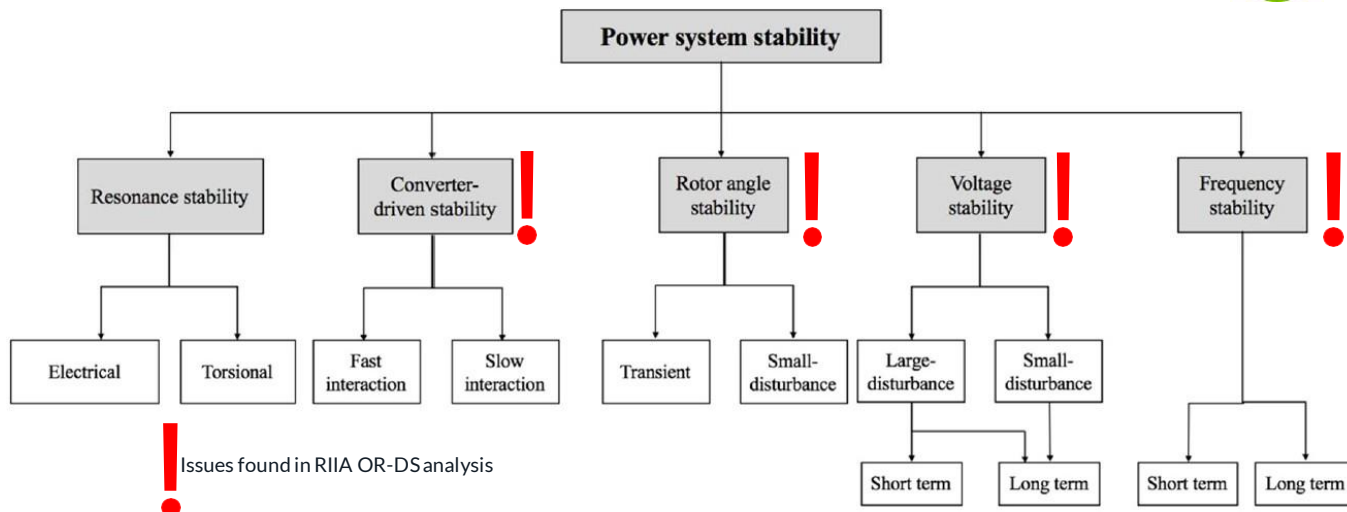 Power system stability
Resonance stability
Converter-
driven stability
Rotor angle
stability
Voltage
stability
Frequency
stability
Electrical
Torsional
Fast
interaction
Slow
interaction
Transient
Small-
disturbance
Large-
disturbance
Small-
disturbance
Short term
Long term
Short term
Long term
Issues found in RIIA OR-DS analysis